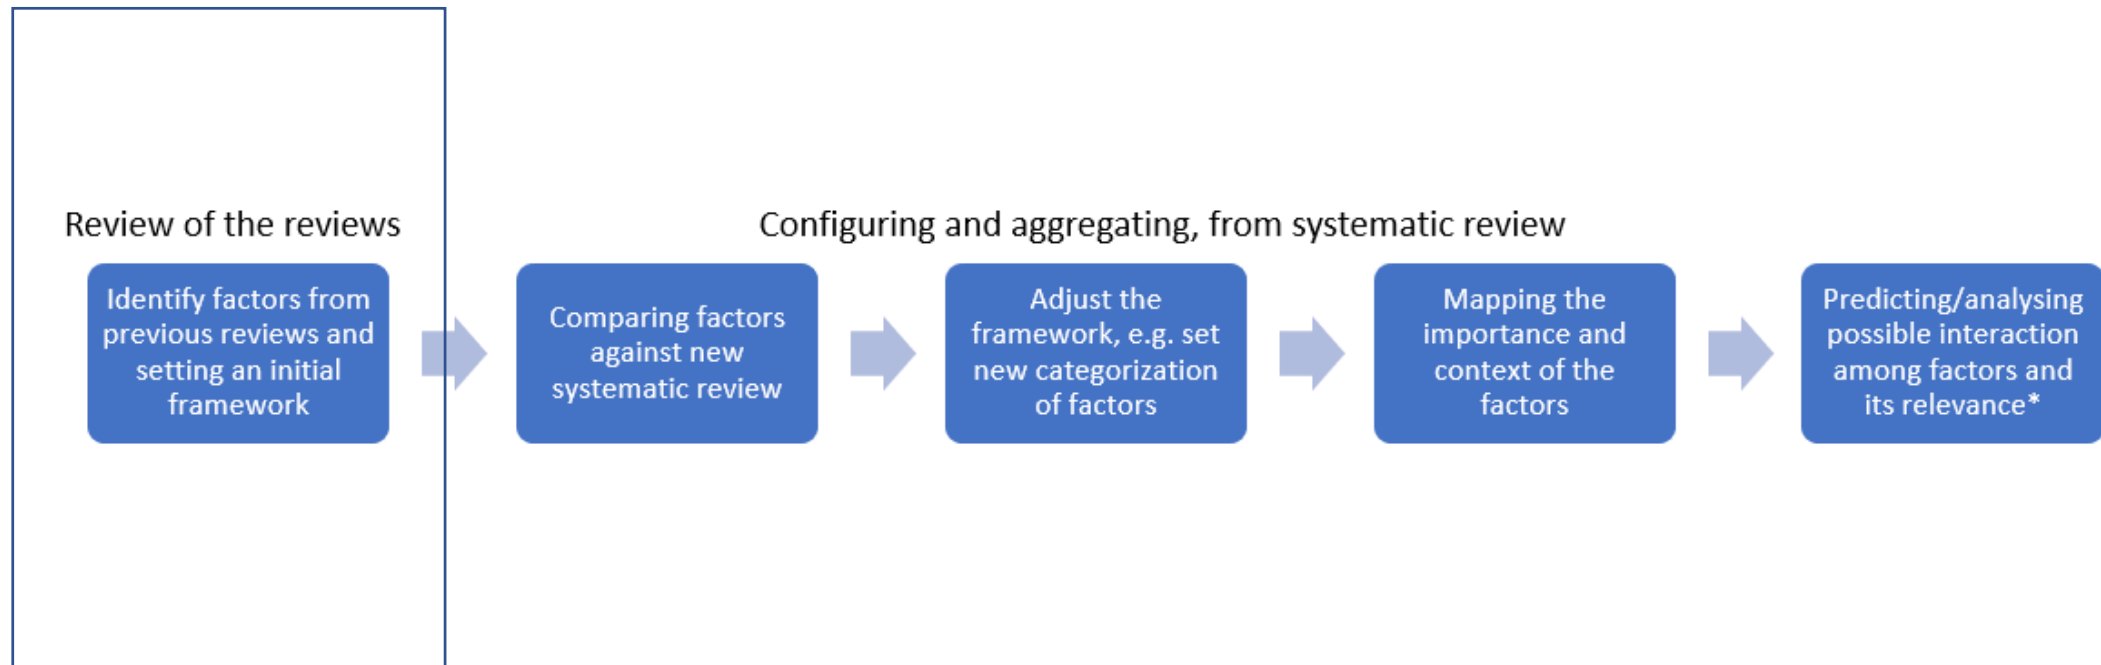 Review of the reviews
Configuring and aggregating, from systematic review
Identify factors from
previous reviews and
setting an initial
framework
Comparing factors
against new
systematic review
Adjust the
framework, e.g. set
new categorization
of factors
Mapping the
importance and
context of the
factors
Predicting/analysing
possible interaction
among factors and
its relevance*